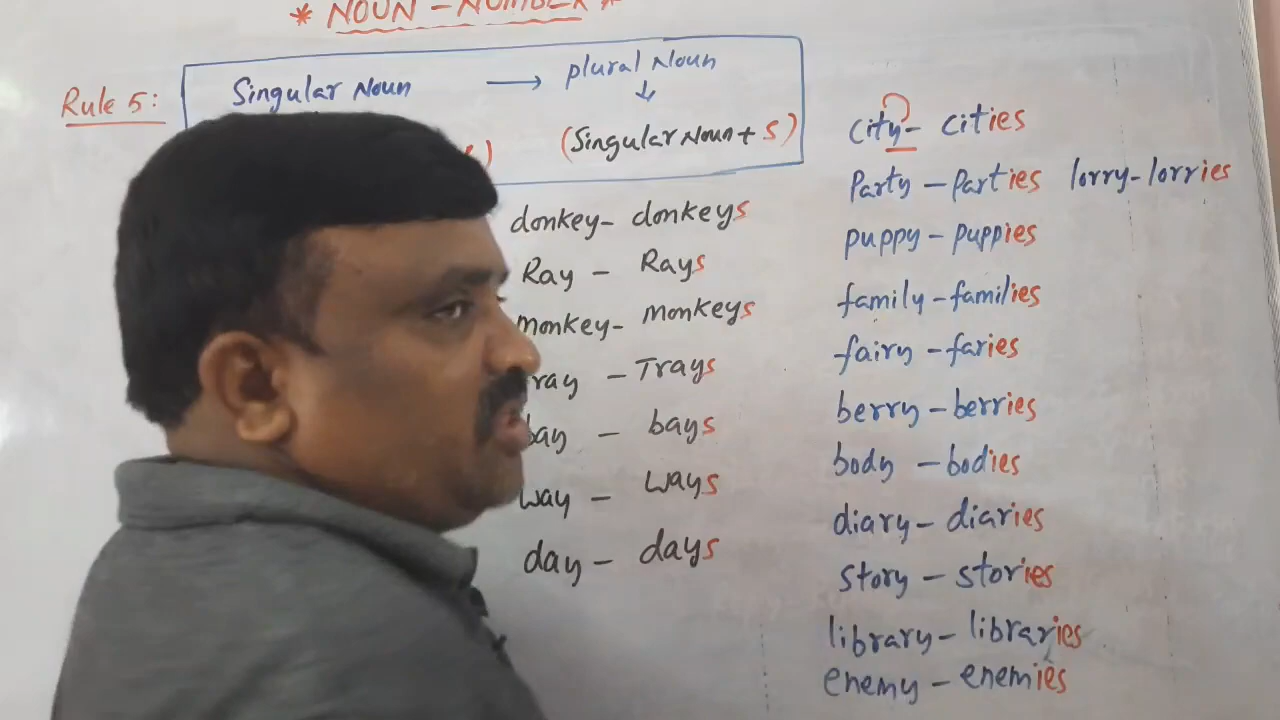 * NOUN - NUMBER *
Rule 5:
Singular Noun → plural Noun
↓
(Singular Noun + s)
donkey - donkeys
Ray - Rays
monkey - monkeys
ray - Trays
bay - bays
way - ways
day - days
city - cities
Party - Parties lorry - lorries
puppy - puppies
family - families
fairy - faries
berry - berries
body - bodies
diary - diaries
story - stories
library - libraries
enemy - enemies